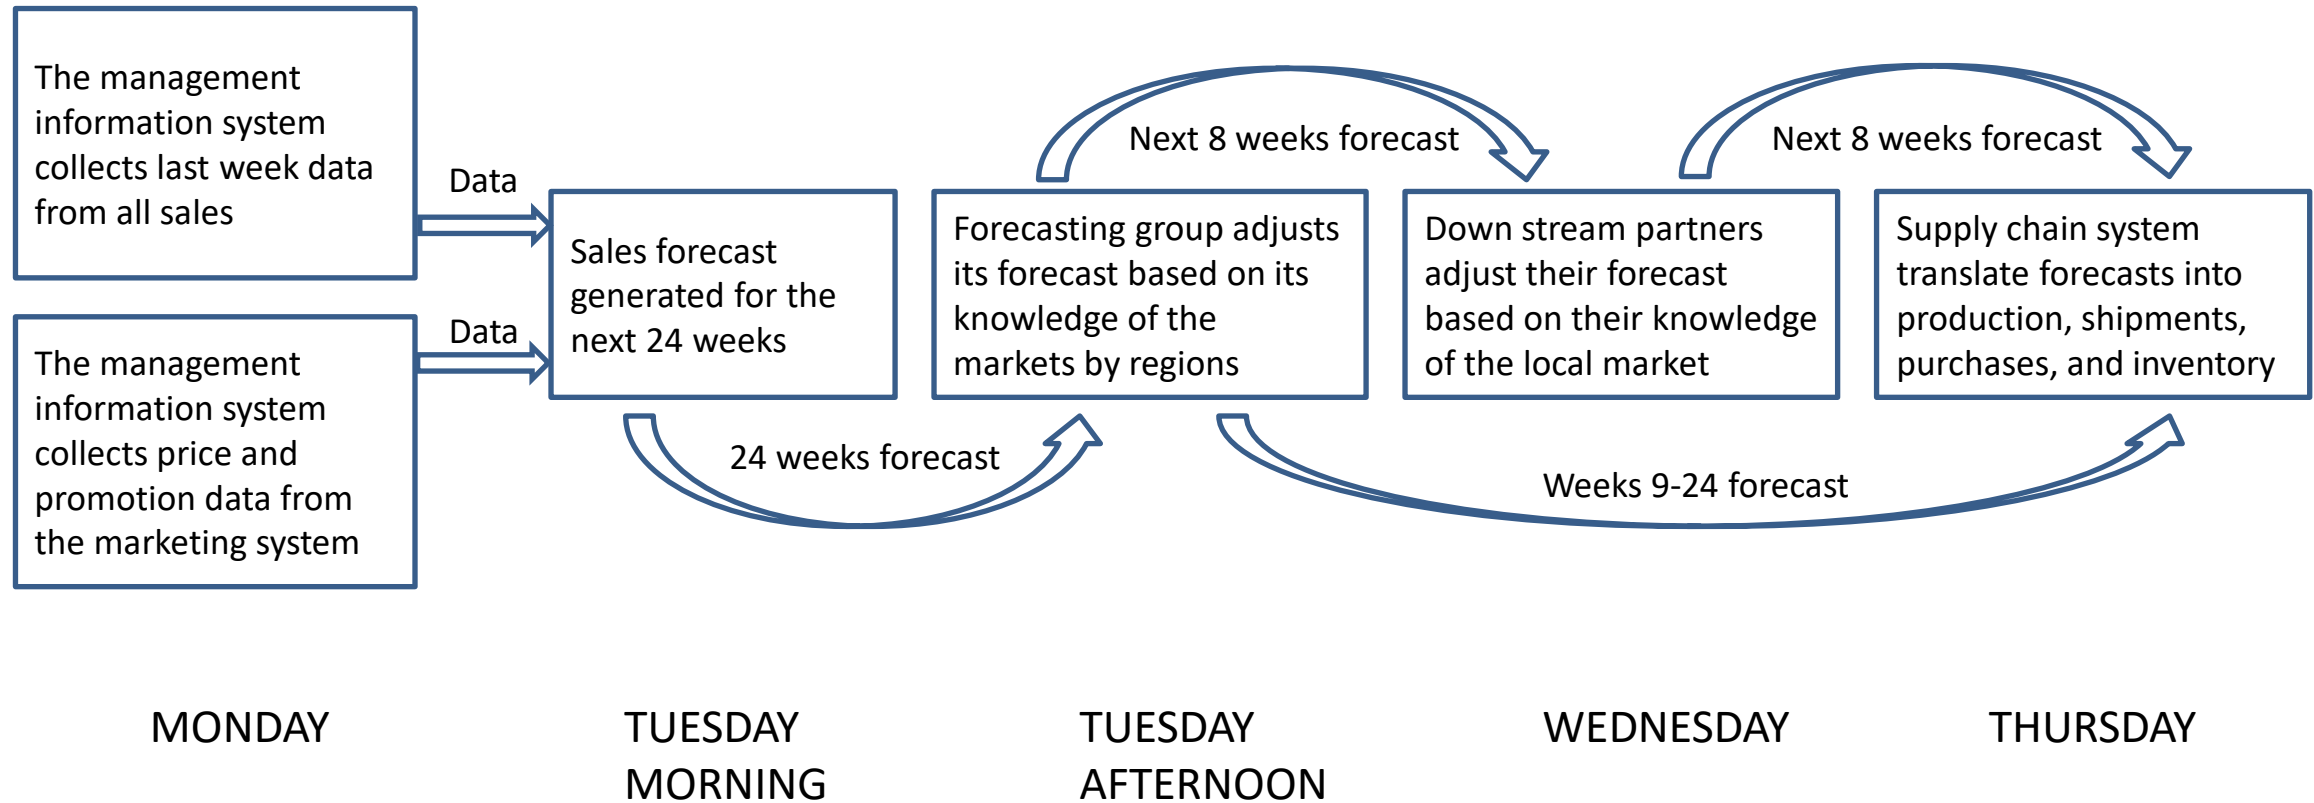 The management
information system
collects last week data
from all sales
Data
The management
information system
collects price and
promotion data from
the marketing system
Data
Sales forecast
generated for the
next 24 weeks
24 weeks forecast
Forecasting group adjusts
its forecast based on its
knowledge of the
markets by regions
Next 8 weeks forecast
Down stream partners
adjust their forecast
based on their knowledge
of the local market
Next 8 weeks forecast
Weeks 9-24 forecast
Supply chain system
translate forecasts into
production, shipments,
purchases, and inventory
MONDAY
TUESDAY
MORNING
TUESDAY
AFTERNOON
WEDNESDAY
THURSDAY